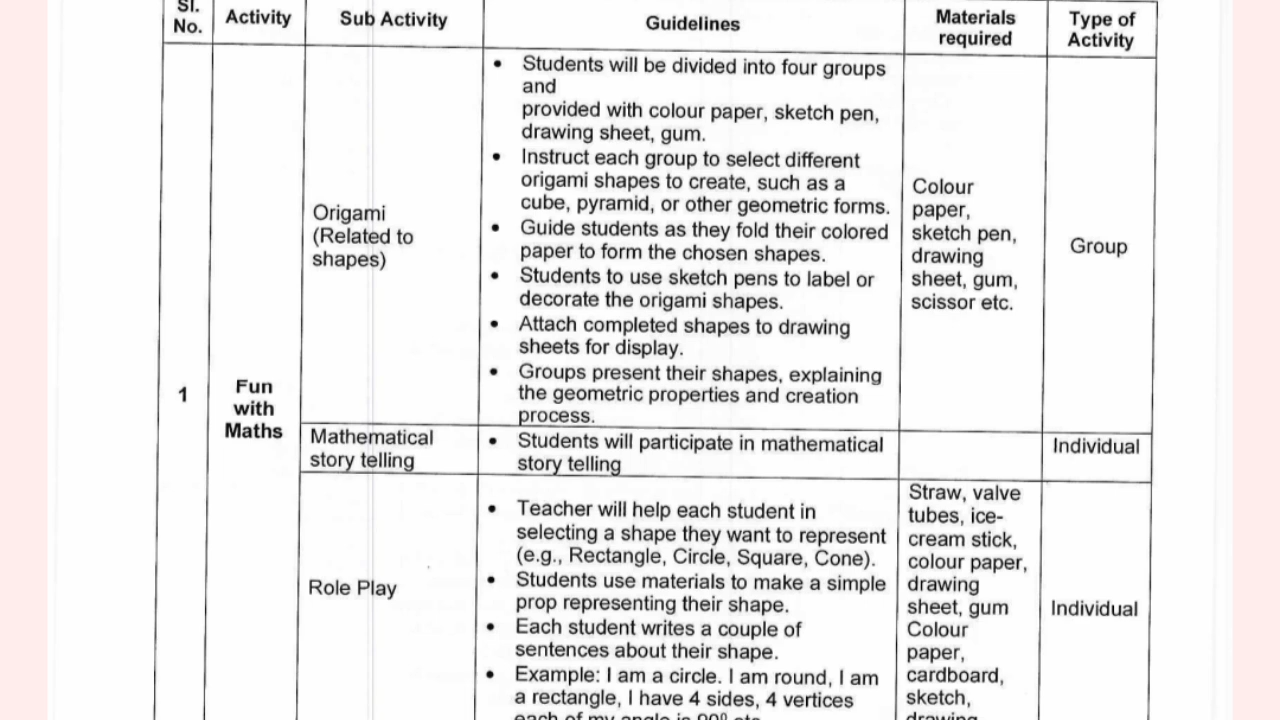 Sl.
No.
Activity
Sub Activity
Guidelines
Materials
required
Type of
Activity
1
Fun
with
Maths
Origami
(Related to
shapes)
• Students will be divided into four groups
and
provided with colour paper, sketch pen,
drawing sheet, gum.
• Instruct each group to select different
origami shapes to create, such as a
cube, pyramid, or other geometric forms.
• Guide students as they fold their colored
paper to form the chosen shapes.
• Students to use sketch pens to label or
decorate the origami shapes.
• Attach completed shapes to drawing
sheets for display.
• Groups present their shapes, explaining
the geometric properties and creation
process.
Colour
paper,
sketch pen,
drawing
sheet, gum,
scissor etc.
Group
Mathematical
story telling
• Students will participate in mathematical
story telling
Individual
Role Play
• Teacher will help each student in
selecting a shape they want to represent
(e.g., Rectangle, Circle, Square, Cone).
• Students use materials to make a simple
prop representing their shape.
• Each student writes a couple of
sentences about their shape.
• Example: I am a circle. I am round, I am
a rectangle, I have 4 sides, 4 vertices
each of my angle is 90⁰ etc
Straw, valve
tubes, ice-
cream stick,
colour paper,
drawing
sheet, gum
Colour
paper,
cardboard,
sketch,
drawing
Individual